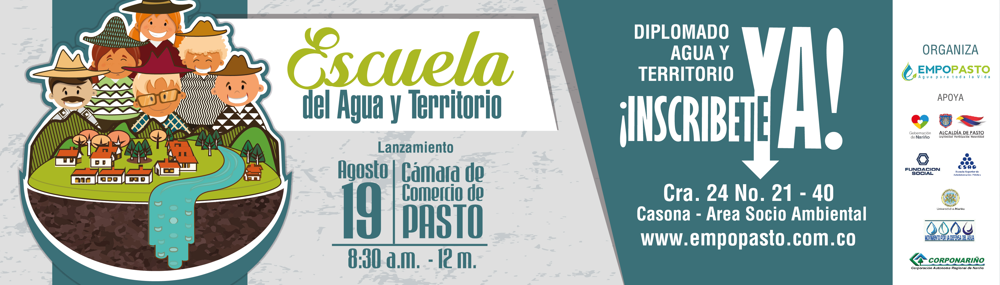 Escuela
del Agua y Territorio
Lanzamiento
Agosto
19
Cámara de
Comercio de
PASTO
8:30 a.m. - 12 m.
DIPLOMADO
AGUA Y
TERRITORIO
¡INSCRIBETE
YA!
Cra. 24 No. 21 - 40
Casona - Area Socio Ambiental
www.empopasto.com.co
ORGANIZA
EMPOPASTO
Agua para toda la Vida
APOYA
Gobernación
de Nariño
ALCALDÍA DE PASTO
Legitimidad Participación Honestidad
FUNDACION
SOCIAL
ESAP
Escuela Superior de
Administración Pública
Universidad de Nariño
MOVIMIENTO POR LA DEFENSA DEL AGUA
CORPONARIÑO
Corporación Autonoma Regional de Nariño